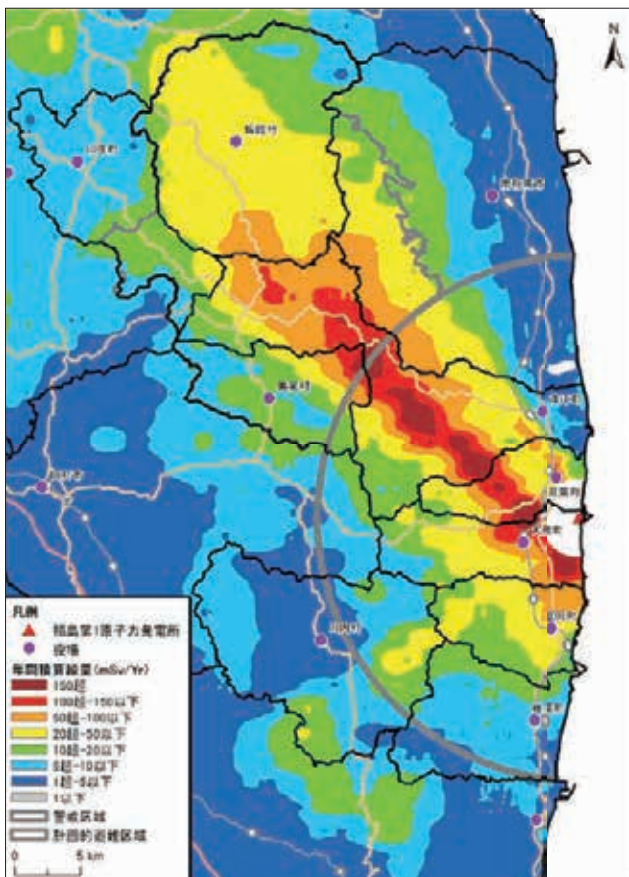 N
飯舘村
川俣町
南相馬市
浪江町
葛尾村
双葉町
大熊町
富岡町
川内村
楢葉町
凡例
福島第1原子力発電所
役場
年間積算線量(mSv/Yr)
150超
100超-150以下
50超-100以下
20超-50以下
10超-20以下
5超-10以下
1超-5以下
1以下
警戒区域
計画的避難区域
0 5 km